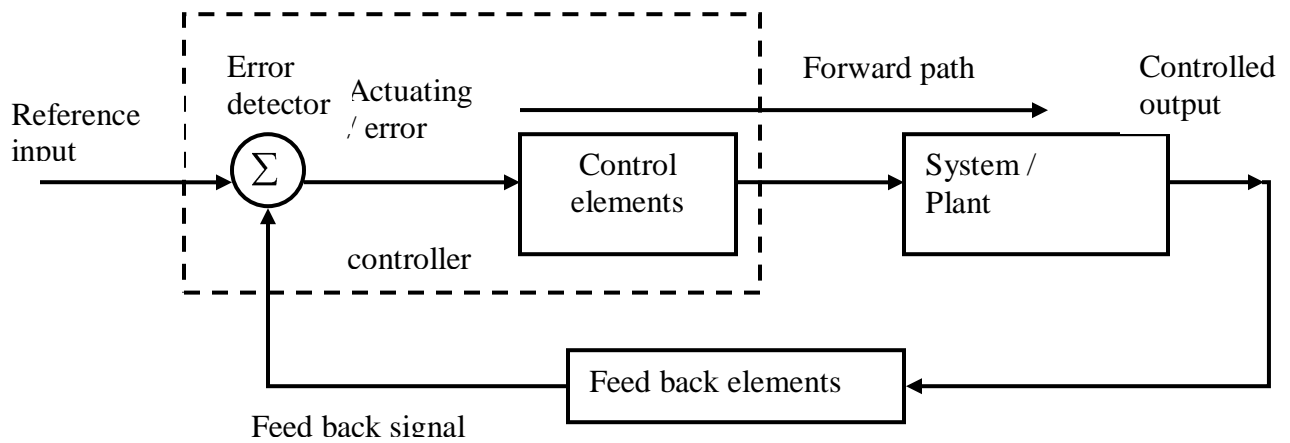 Error
detector
Actuating
/ error
Forward path
Controlled
output
Reference
input
Σ
Control
elements
System /
Plant
controller
Feed back elements
Feed back signal